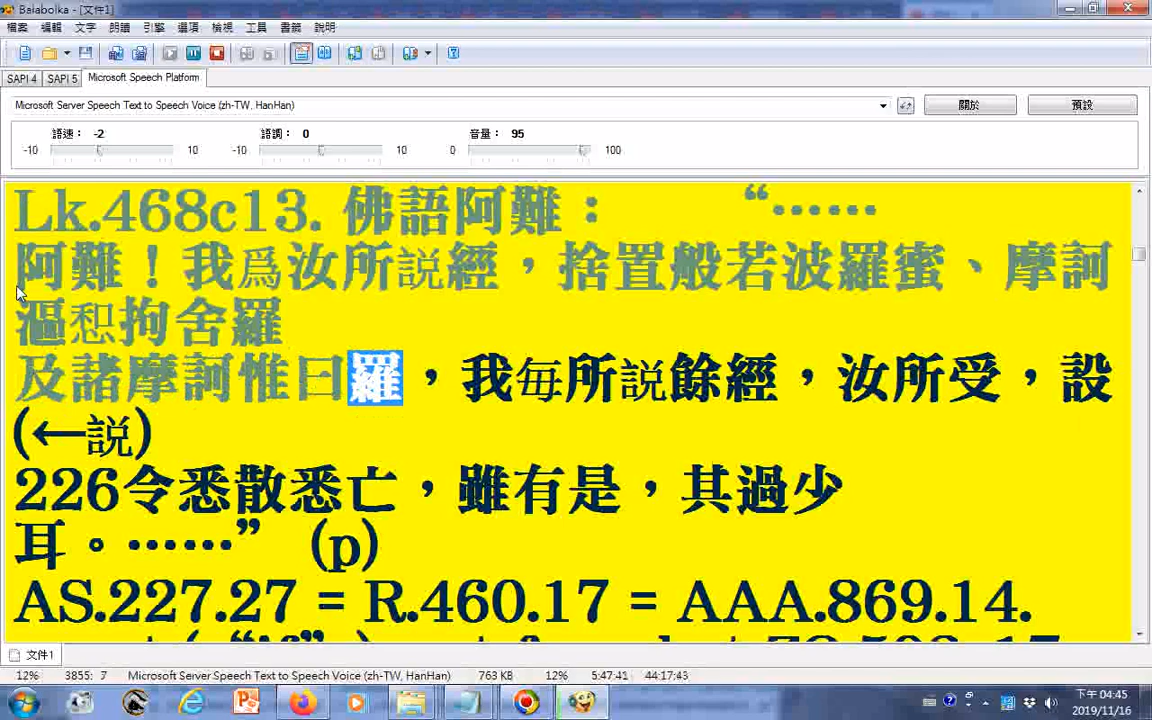 Balabolka - [文件1]
檔案 編輯 文字 朗讀 引擎 選項 檢視 工具 書籤 說明
SAPI 4 SAPI 5 Microsoft Speech Platform
Microsoft Server Speech Text to Speech Voice (zh-TW, HanHan) 關於 預設
語速： -2 語調： 0 音量： 95
-10 10 -10 10 0 100
Lk.468c13. 佛語阿難： “……
阿難！我爲汝所説經，捨置般若波羅蜜、摩訶
漚惒拘舍羅
及諸摩訶惟曰羅，我毎所説餘經，汝所受，設
(←説)
226令悉散悉亡，雖有是，其過少
耳。……” (p)
AS.227.27 = R.460.17 = AAA.869.14.
文件1
12% 3855: 7 Microsoft Server Speech Text to Speech Voice (zh-TW, HanHan) 763 KB 12% 5:47:41 44:17:43
下午 04:45
2019/11/16